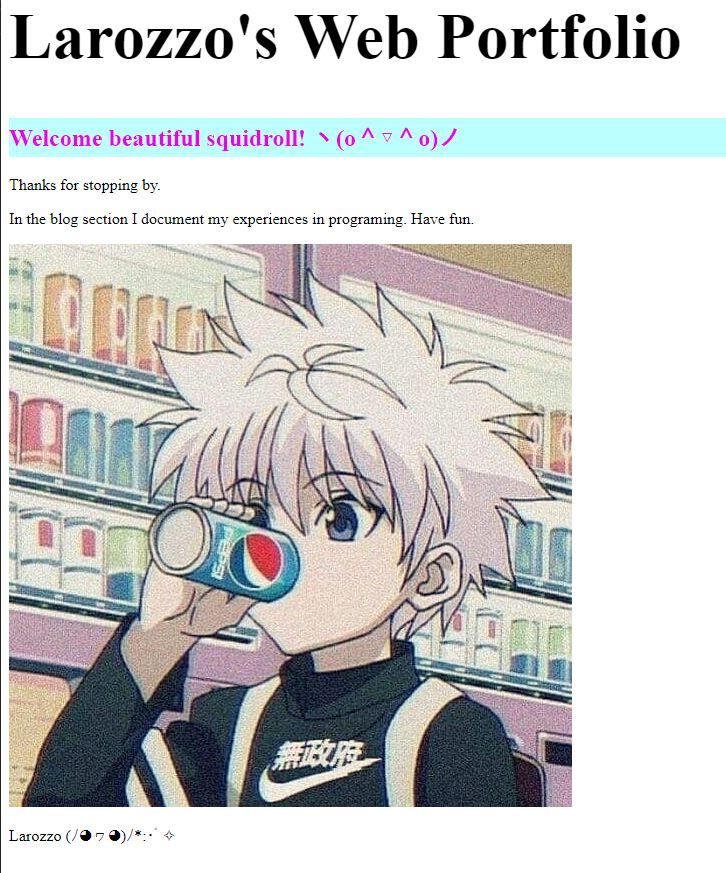 Larozzo's Web Portfolio
Welcome beautiful squidroll! ヽ(o＾▽＾o)ノ
Thanks for stopping by.
In the blog section I document my experiences in programing. Have fun.
pepsi
無政府
Larozzo (/◕ヮ◕)/*:･ﾟ✧